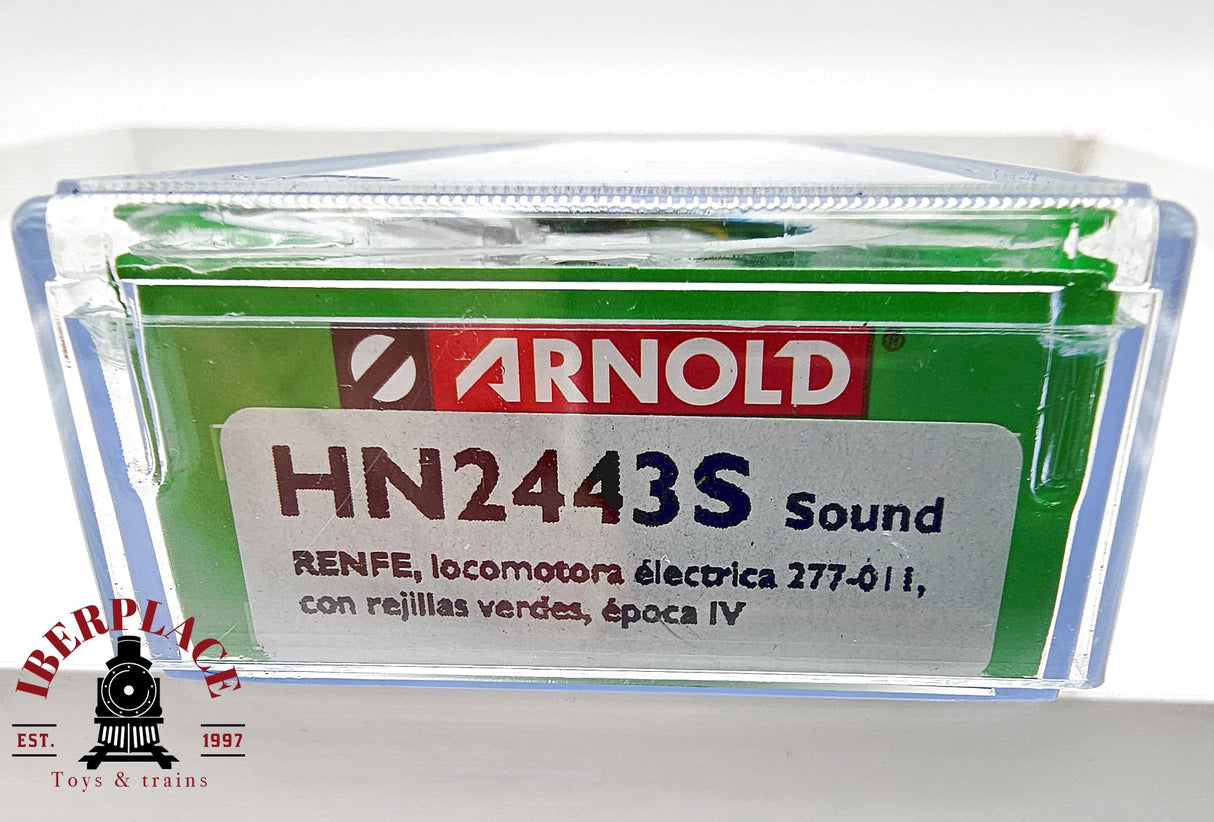 ARNOLD ®
HN2443S Sound
RENFE, locomotora électrica 277-011,
con rejillas verdes, época IV
IBERPLACE
EST. 1997
Toys & trains